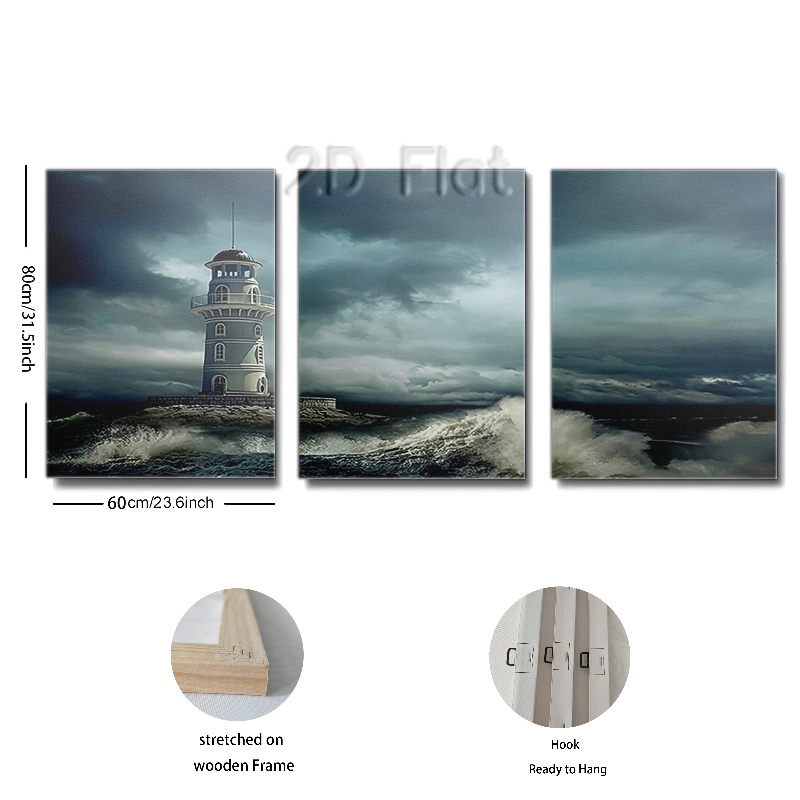 2D Flat
80cm/31.5inch
60cm/23.6inch
stretched on
wooden Frame
Hook
Ready to Hang